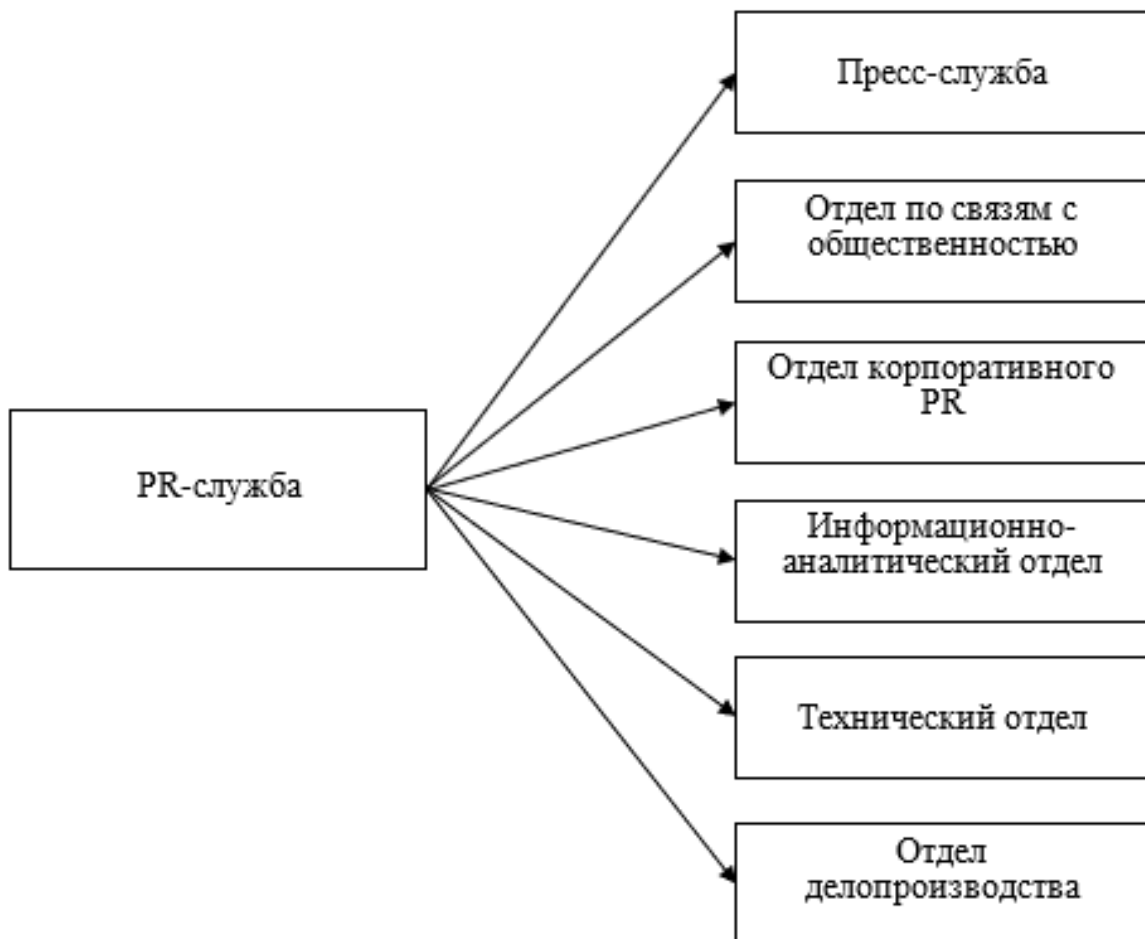 Пресс-служба
Отдел по связям с
общественностью
Отдел корпоративного
PR
PR-служба
Информационно-
аналитический отдел
Технический отдел
Отдел
делопроизводства